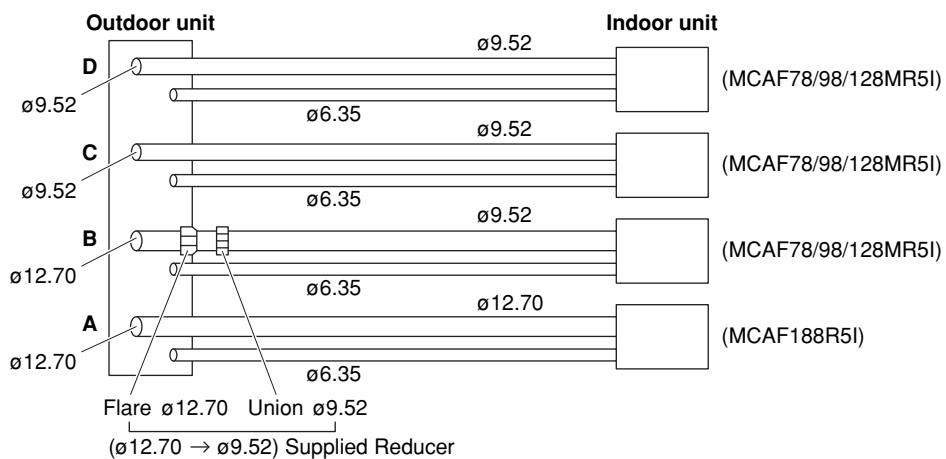 Outdoor unit
Indoor unit
D
ø9.52
ø9.52
ø6.35
(MCAF78/98/128MR5I)
C
ø9.52
ø9.52
ø6.35
(MCAF78/98/128MR5I)
B
ø12.70
ø9.52
ø6.35
(MCAF78/98/128MR5I)
A
ø12.70
ø12.70
ø6.35
(MCAF188R5I)
Flare ø12.70 Union ø9.52
(ø12.70 → ø9.52) Supplied Reducer